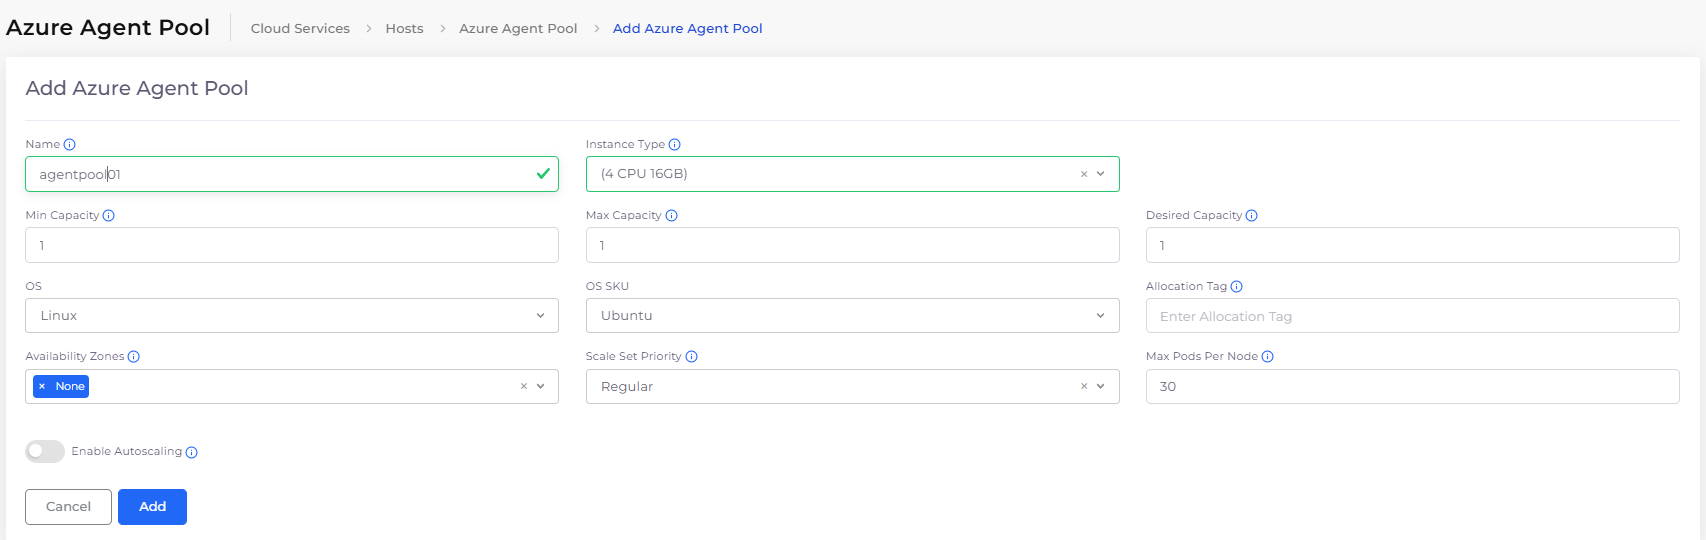 Azure Agent Pool
Cloud Services > Hosts > Azure Agent Pool > Add Azure Agent Pool
Add Azure Agent Pool
Name Instance Type
agentpool01 (4 CPU 16GB)
Min Capacity Max Capacity Desired Capacity
1 1 1
OS OS SKU Allocation Tag
Linux Ubuntu Enter Allocation Tag
Availability Zones Scale Set Priority Max Pods Per Node
× None Regular 30
Enable Autoscaling
Cancel Add